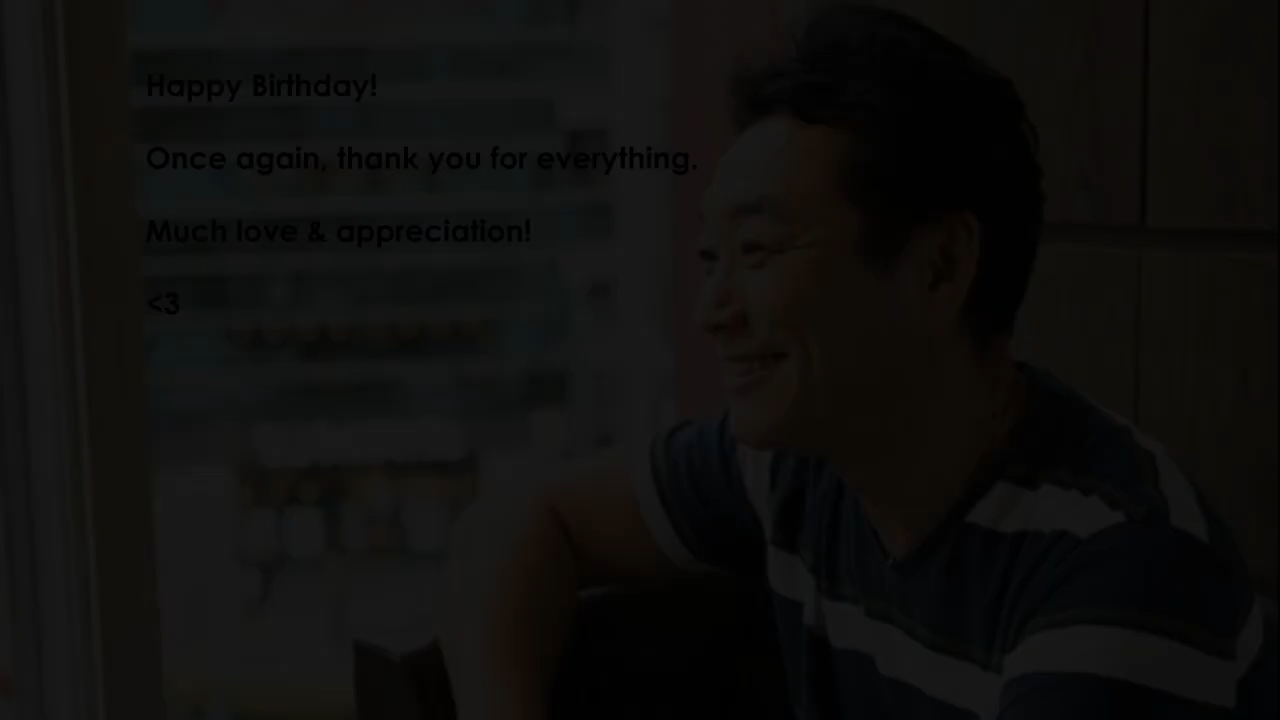 Happy Birthday!
Once again, thank you for everything.
Much love & appreciation!
<3